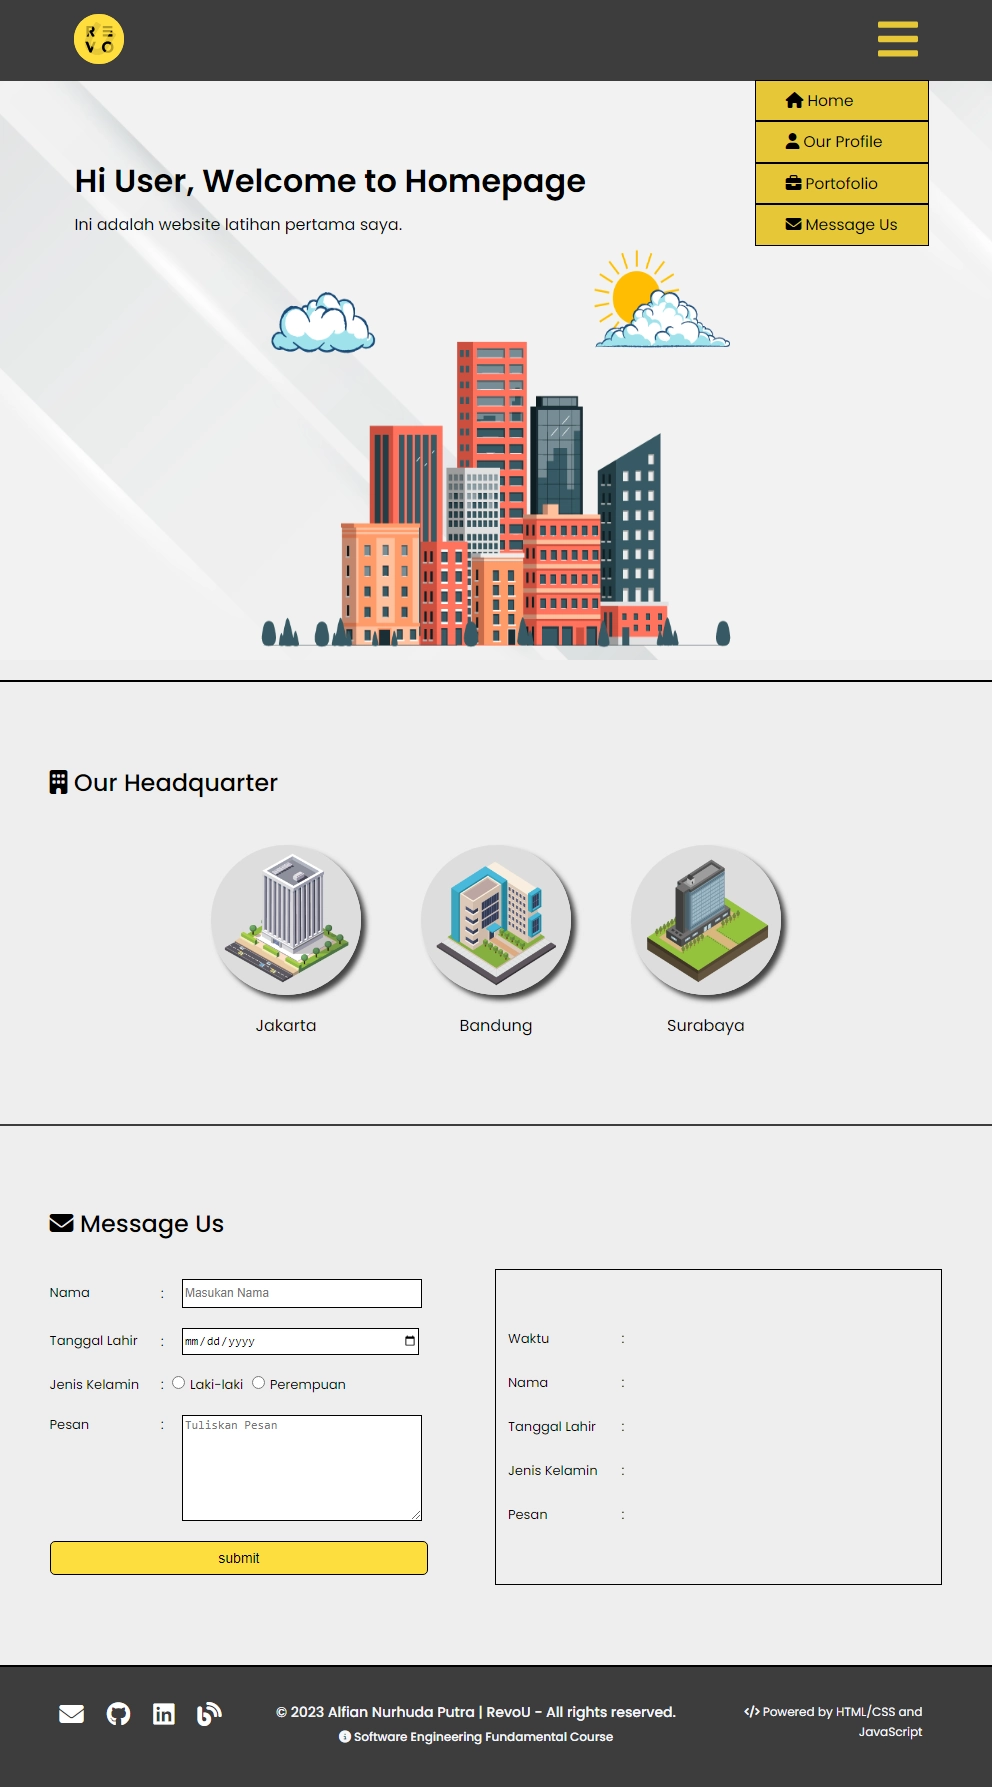 RE
VO
Home
Our Profile
Portofolio
Message Us
Hi User, Welcome to Homepage
Ini adalah website latihan pertama saya.
Our Headquarter
Jakarta
Bandung
Surabaya
Message Us
Nama :
Masukan Nama
Tanggal Lahir :
mm/dd/yyyy
Jenis Kelamin : Laki-laki Perempuan
Pesan :
Tuliskan Pesan
submit
Waktu :
Nama :
Tanggal Lahir :
Jenis Kelamin :
Pesan :
© 2023 Alfian Nurhuda Putra | RevoU - All rights reserved.
Software Engineering Fundamental Course
Powered by HTML/CSS and
JavaScript